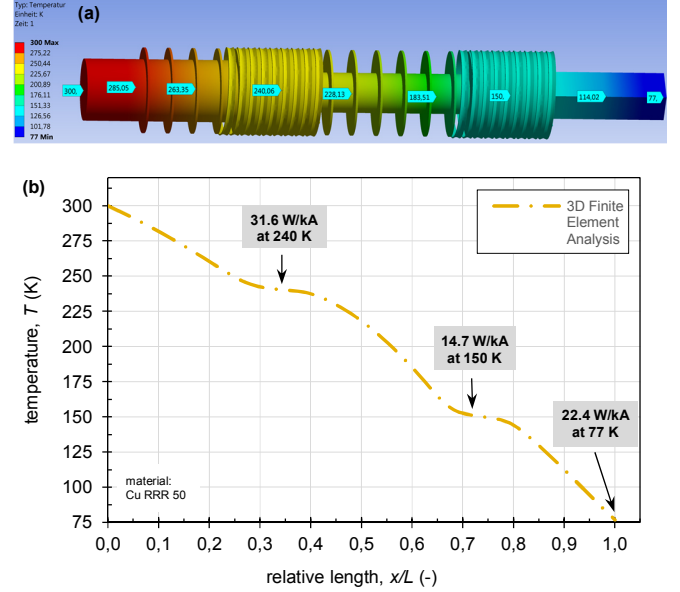 Typ: Temperatur
Einheit: K
Zeit: 1
(a)
300 Max
275,22
250,44
225,67
200,89
176,11
151,33
126,56
101,78
77 Min
300,
285,05
263,35
240,06
228,13
183,51
150,
114,02
77,
(b)
300
275
250
225
200
175
150
125
100
75
temperature, T (K)
31.6 W/kA
at 240 K
14.7 W/kA
at 150 K
22.4 W/kA
at 77 K
3D Finite
Element
Analysis
material:
Cu RRR 50
0,0 0,1 0,2 0,3 0,4 0,5 0,6 0,7 0,8 0,9 1,0
relative length, x/L (-)